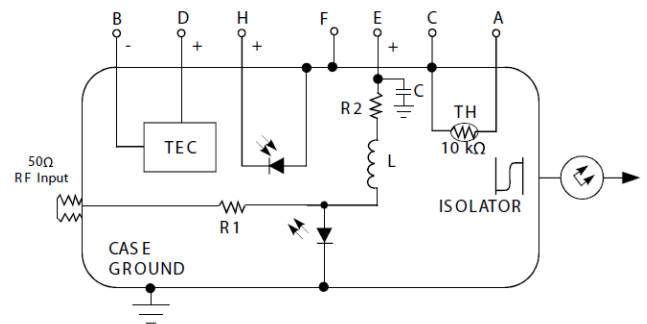 B D H F E C A
- + + +
C
R2
TH
10 kΩ
TEC
50Ω
RF Input
L
ISOLATOR
R1
CASE
GROUND